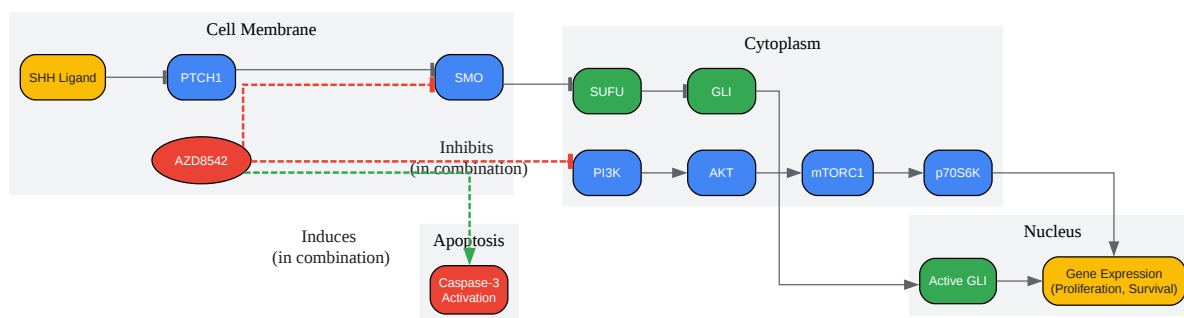 Cell Membrane
SHH Ligand
PTCH1
SMO
AZD8542
Inhibits
(in combination)
Induces
(in combination)
Cytoplasm
SUFU
GLI
PI3K
AKT
mTORC1
p70S6K
Apoptosis
Caspase-3
Activation
Nucleus
Active GLI
Gene Expression
(Proliferation, Survival)